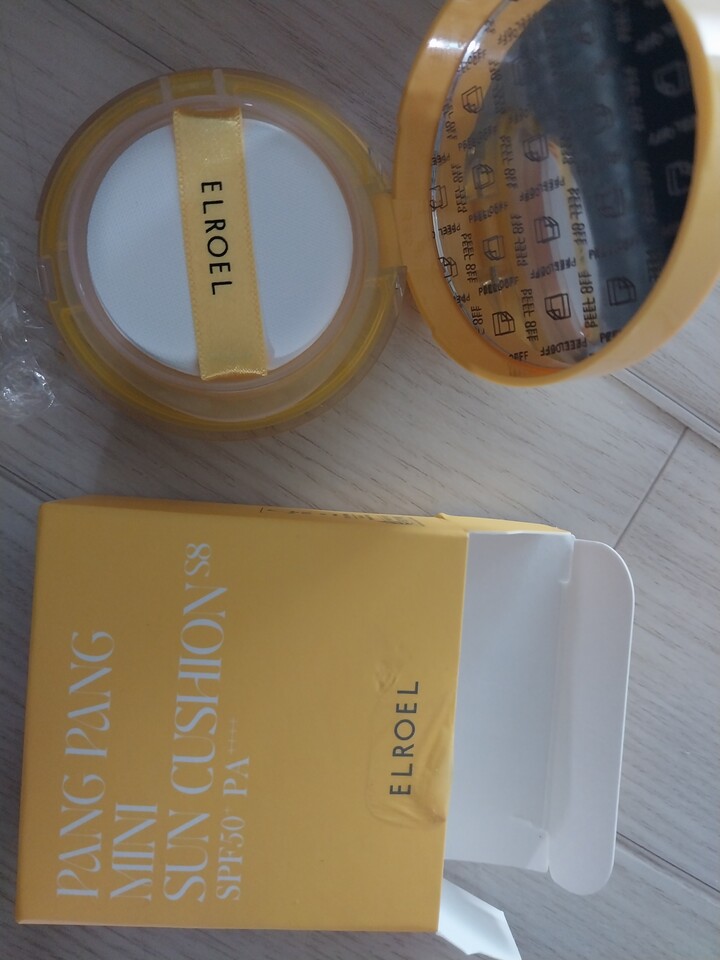 ELROEL
PEEL OFF
PANG PANG
MINI
SUN CUSHION S8
SPF50+ PA++++
ELROEL